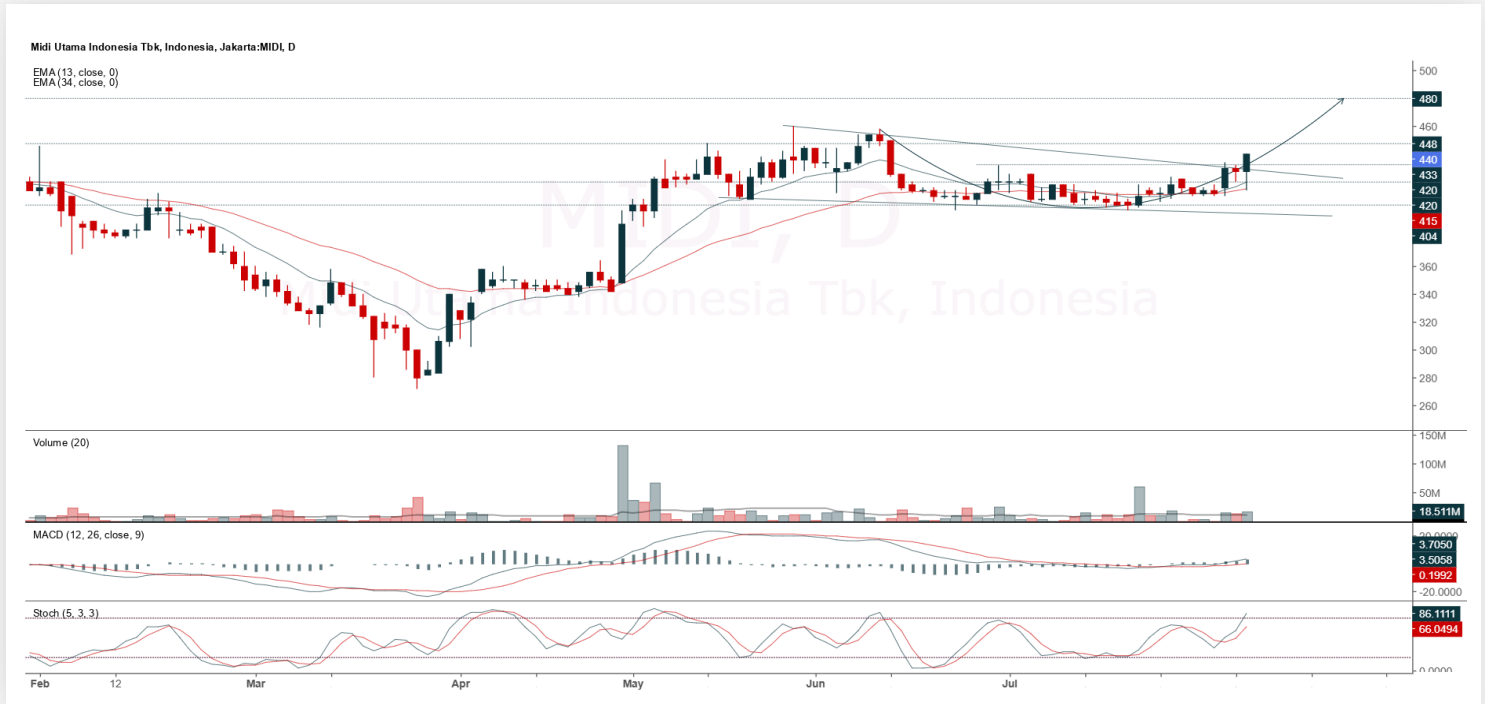 Midi Utama Indonesia Tbk, Indonesia, Jakarta:MIDI, D
EMA (13, close, 0)
EMA (34, close, 0)
MIDI, D
Midi Utama Indonesia Tbk, Indonesia
500
480
460
448
440
433
420
420
415
404
360
340
320
300
280
260
Volume (20)
150M
100M
50M
18.511M
MACD (12, 26, close, 9)
20.0000
3.7050
3.5058
0.1992
-20.0000
Stoch (5, 3, 3)
86.1111
66.0494
0.0000
Feb 12 Mar Apr May Jun Jul